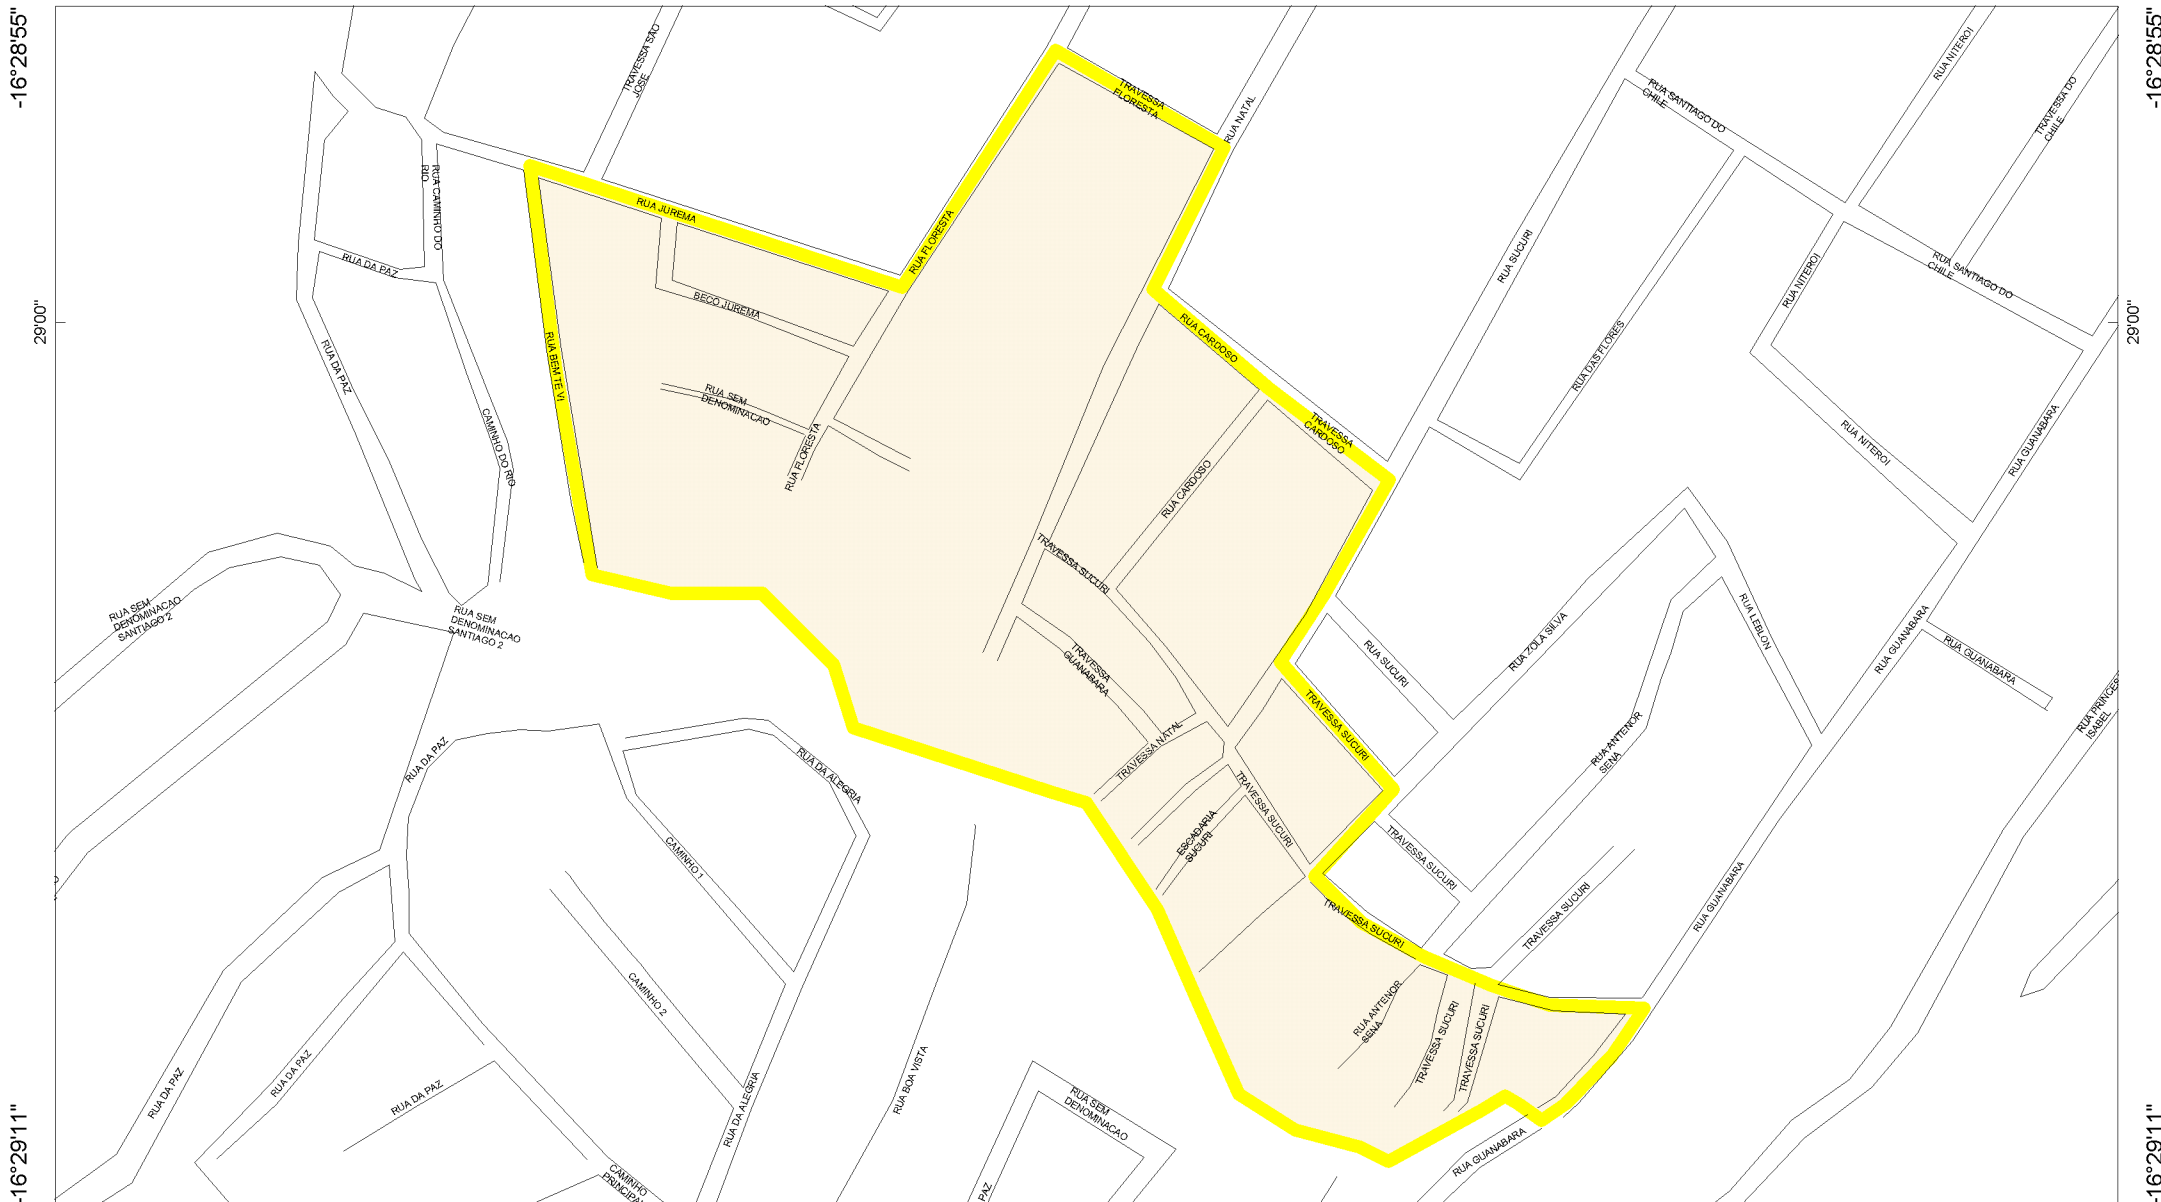 -16°28'55"
-16°28'55"
TRAVESSA SÃO
JOSE
TRAVESSA
FLORESTA
RUA NATAL
RUA SANTIAGO DO
CHILE
RUA NITEROI
TRAVESSA DO
CHILE
RUA CAMINHO DO
RIO
RUA JUREMA
RUA FLORESTA
RUA SUCURI
RUA NITEROI
RUA SANTIAGO DO
CHILE
RUA DA PAZ
BECO JUREMA
29'00"
29'00"
RUA DA PAZ
RUA BEM TE VI
RUA CARDOSO
RUA DAS FLORES
RUA SEM
DENOMINACAO
CAMINHO DO RIO
RUA FLORESTA
TRAVESSA
CARDOSO
RUA CARDOSO
RUA NITEROI
RUA GUANABARA
TRAVESSA SUCURI
RUA SEM
DENOMINACAO
SANTIAGO 2
RUA SEM
DENOMINACAO
SANTIAGO 2
TRAVESSA
GUANABARA
RUA SUCURI
RUA ZOLA SILVA
RUA LEBLON
RUA GUANABARA
RUA GUANABARA
RUA PRINCES
ISABEL
RUA DA PAZ
RUA DA ALEGRIA
TRAVESSA NATAL
TRAVESSA SUCURI
RUA ANTENOR
SENA
CAMINHO 1
ESCADARIA
SUCURI
TRAVESSA SUCURI
TRAVESSA SUCURI
TRAVESSA SUCURI
TRAVESSA SUCURI
RUA GUANABARA
CAMINHO 2
RUA DA PAZ
RUA DA PAZ
RUA DA PAZ
RUA DA ALEGRIA
RUA BOA VISTA
RUA SEM
DENOMINACAO
RUA ANTENOR
SENA
TRAVESSA SUCURI
TRAVESSA SUCURI
RUA GUANABARA
CAMINHO
PRINCIPAL
PAZ
-16°29'11"
-16°29'11"